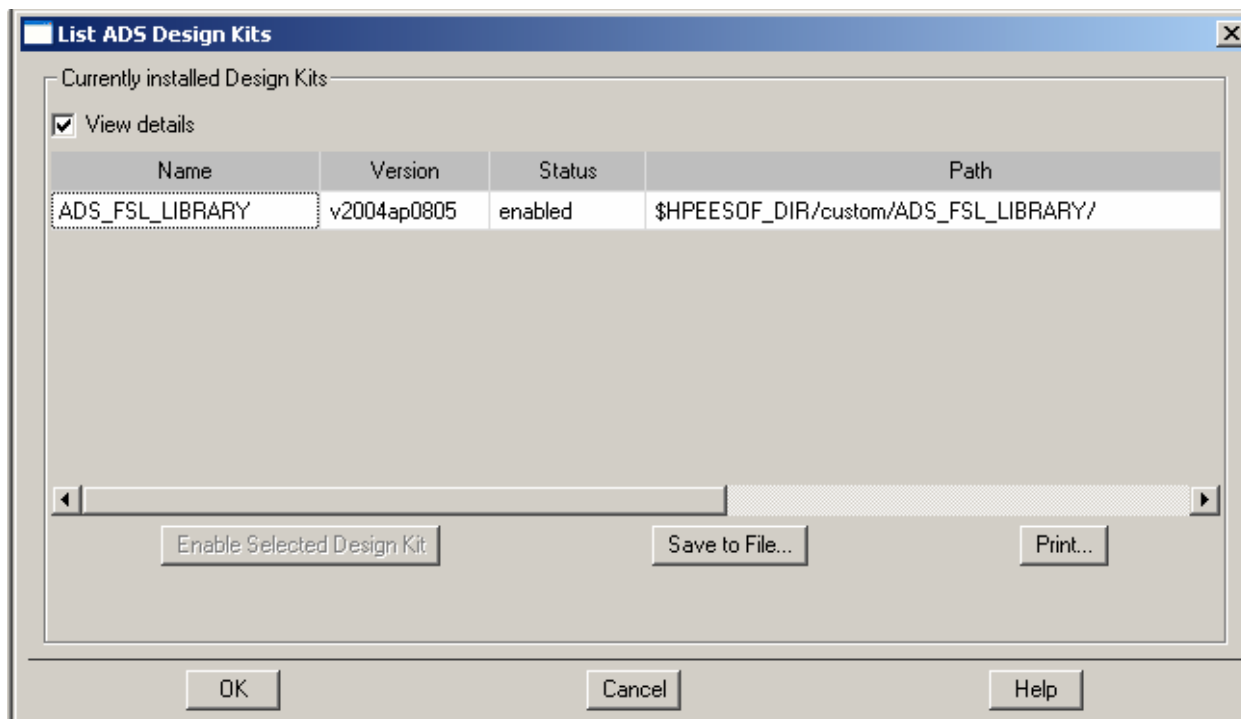 List ADS Design Kits
Currently installed Design Kits
View details
Name Version Status Path
ADS_FSL_LIBRARY v2004ap0805 enabled $HPEESOF_DIR/custom/ADS_FSL_LIBRARY/
Enable Selected Design Kit Save to File... Print...
OK Cancel Help